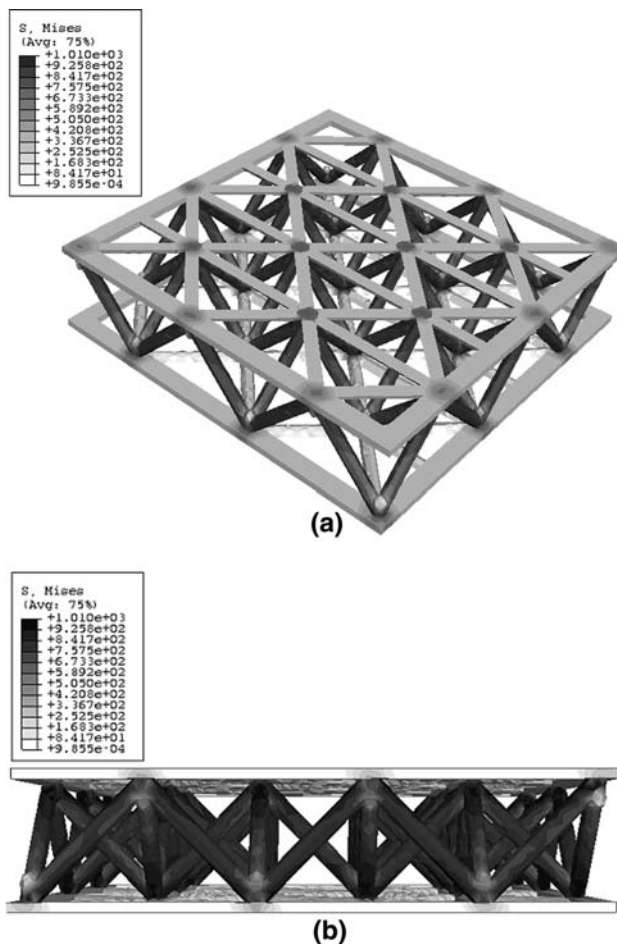 S, Mises
(Avg: 75%)
+1.010e+03
+9.258e+02
+8.417e+02
+7.575e+02
+6.733e+02
+5.892e+02
+5.050e+02
+4.208e+02
+3.367e+02
+2.525e+02
+1.683e+02
+8.417e+01
+9.855e-04
(a)
S, Mises
(Avg: 75%)
+1.010e+03
+9.258e+02
+8.417e+02
+7.575e+02
+6.733e+02
+5.892e+02
+5.050e+02
+4.208e+02
+3.367e+02
+2.525e+02
+1.683e+02
+8.417e+01
+9.855e-04
(b)